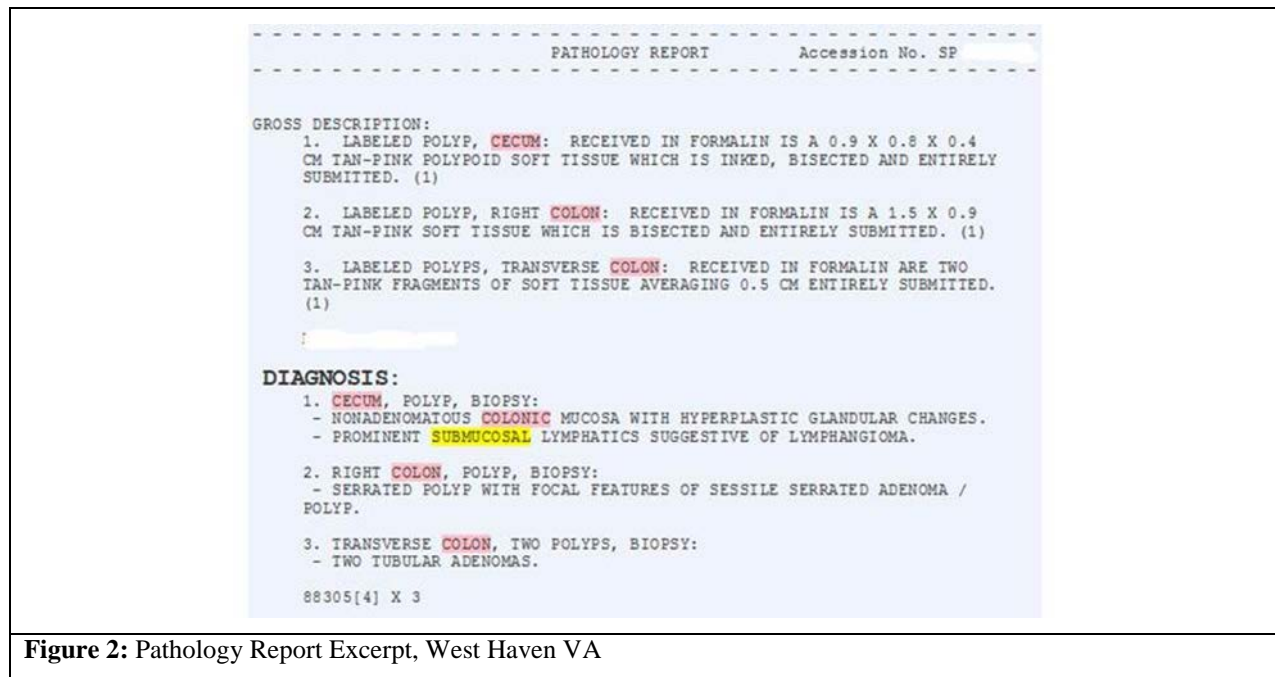 - - - - - - - - - - - - - - - - - - - - - - - - - - - - - - - - - - - - - - - -
PATHOLOGY REPORT Accession No. SP
- - - - - - - - - - - - - - - - - - - - - - - - - - - - - - - - - - - - - - - -
GROSS DESCRIPTION:
1. LABELED POLYP, CECUM: RECEIVED IN FORMALIN IS A 0.9 X 0.8 X 0.4
CM TAN-PINK POLYPOID SOFT TISSUE WHICH IS INKED, BISECTED AND ENTIRELY
SUBMITTED. (1)
2. LABELED POLYP, RIGHT COLON: RECEIVED IN FORMALIN IS A 1.5 X 0.9
CM TAN-PINK SOFT TISSUE WHICH IS BISECTED AND ENTIRELY SUBMITTED. (1)
3. LABELED POLYPS, TRANSVERSE COLON: RECEIVED IN FORMALIN ARE TWO
TAN-PINK FRAGMENTS OF SOFT TISSUE AVERAGING 0.5 CM ENTIRELY SUBMITTED.
(1)
DIAGNOSIS:
1. CECUM, POLYP, BIOPSY:
- NONADENOMATOUS COLONIC MUCOSA WITH HYPERPLASTIC GLANDULAR CHANGES.
- PROMINENT SUBMUCOSAL LYMPHATICS SUGGESTIVE OF LYMPHANGIOMA.
2. RIGHT COLON, POLYP, BIOPSY:
- SERRATED POLYP WITH FOCAL FEATURES OF SESSILE SERRATED ADENOMA /
POLYP.
3. TRANSVERSE COLON, TWO POLYPS, BIOPSY:
- TWO TUBULAR ADENOMAS.
88305[4] X 3
Figure 2: Pathology Report Excerpt, West Haven VA